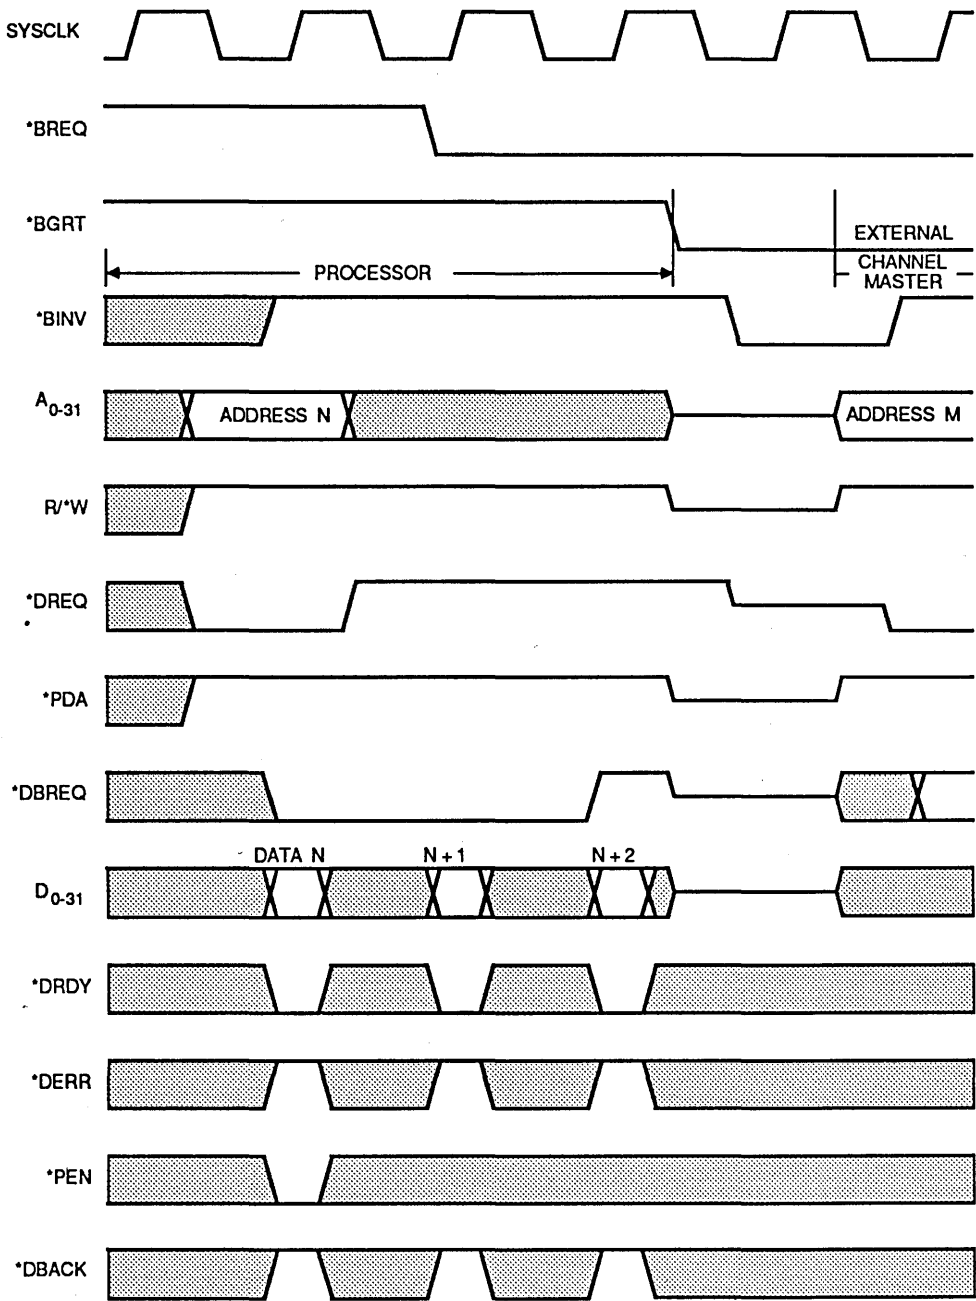 SYSCLK
*BREQ
*BGRT
EXTERNAL
PROCESSOR
CHANNEL
MASTER
*BINV
A0-31
ADDRESS N
ADDRESS M
R/*W
*DREQ
*PDA
*DBREQ
DATA N
N + 1
N + 2
D0-31
*DRDY
*DERR
*PEN
*DBACK